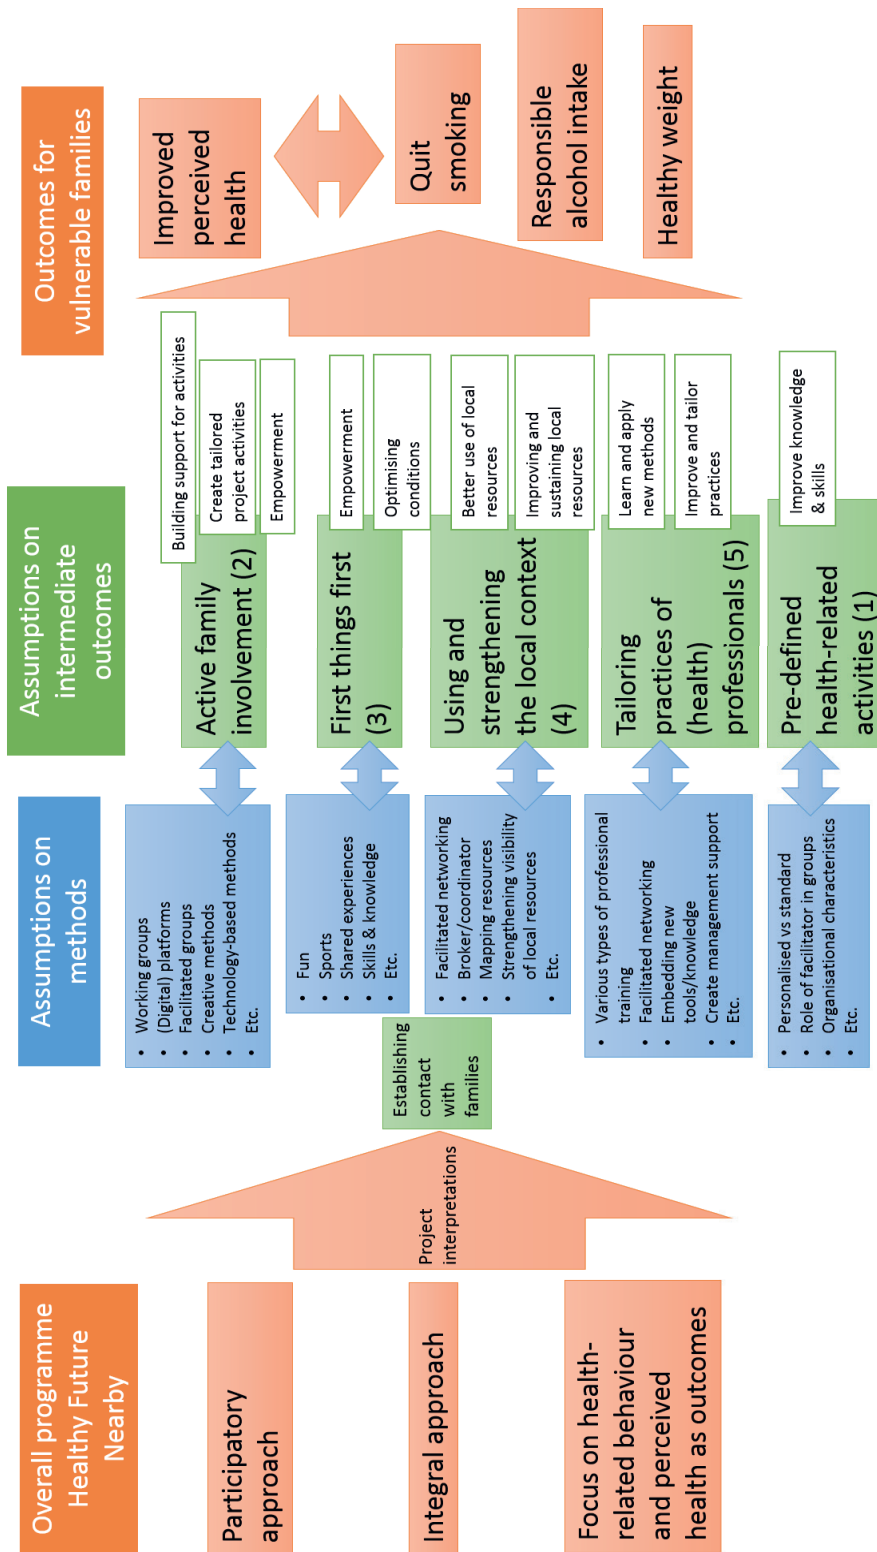 Overall programme
Healthy Future
Nearby
Participatory
approach
Integral approach
Focus on health-
related behaviour
and perceived
health as outcomes
Project
interpretations
Establishing
contact
with
families
Assumptions on
methods
• Working groups
• (Digital) platforms
• Facilitated groups
• Creative methods
• Technology-based methods
• Etc.
• Fun
• Sports
• Shared experiences
• Skills & knowledge
• Etc.
• Facilitated networking
• Broker/coordinator
• Mapping resources
• Strengthening visibility
of local resources
• Etc.
• Various types of professional
training
• Facilitated networking
• Embedding new
tools/knowledge
• Create management support
• Etc.
• Personalised vs standard
• Role of facilitator in groups
• Organisational characteristics
• Etc.
Assumptions on
intermediate
outcomes
Active family
involvement (2)
Building support for activities
Create tailored
project activities
Empowerment
First things first
(3)
Empowerment
Optimising
conditions
Using and
strengthening
the local context
(4)
Better use of local
resources
Improving and
sustaining local
resources
Tailoring
practices of
(health)
professionals (5)
Learn and apply
new methods
Improve and tailor
practices
Pre-defined
health-related
activities (1)
Improve knowledge
& skills
Outcomes for
vulnerable families
Improved
perceived
health
Quit
smoking
Responsible
alcohol intake
Healthy weight